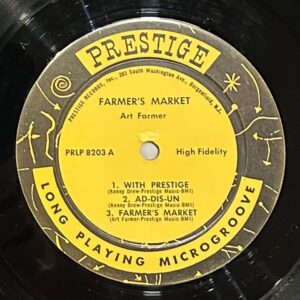 PRESTIGE
PRESTIGE RECORDS, Inc., 203 South Washington Ave., Bergenfield, N.J.
FARMER'S MARKET
Art Farmer
PRLP 8203 A High Fidelity
1. WITH PRESTIGE
(Kenny Drew-Prestige Music-BMI)
2. AD-DIS-UN
(Kenny Drew-Prestige Music-BMI)
3. FARMER'S MARKET
(Art Farmer-Prestige Music-BMI)
LONG PLAYING MICROGROOVE